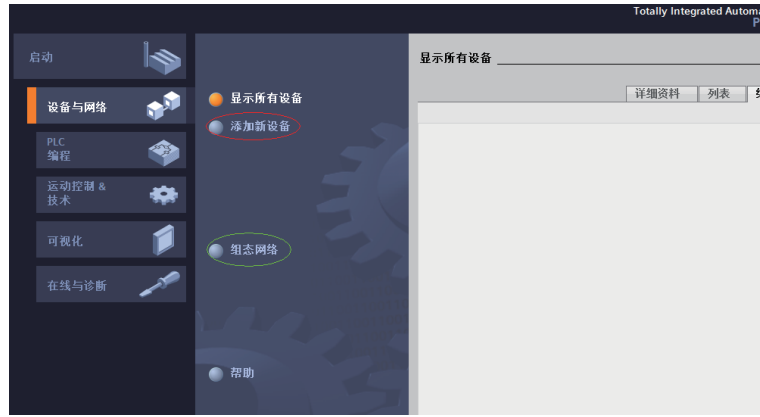 Totally Integrated Automa
P
启动
显示所有设备
设备与网络
显示所有设备
详细资料
列表
添加新设备
PLC
编程
运动控制 &
技术
可视化
组态网络
在线与诊断
帮助